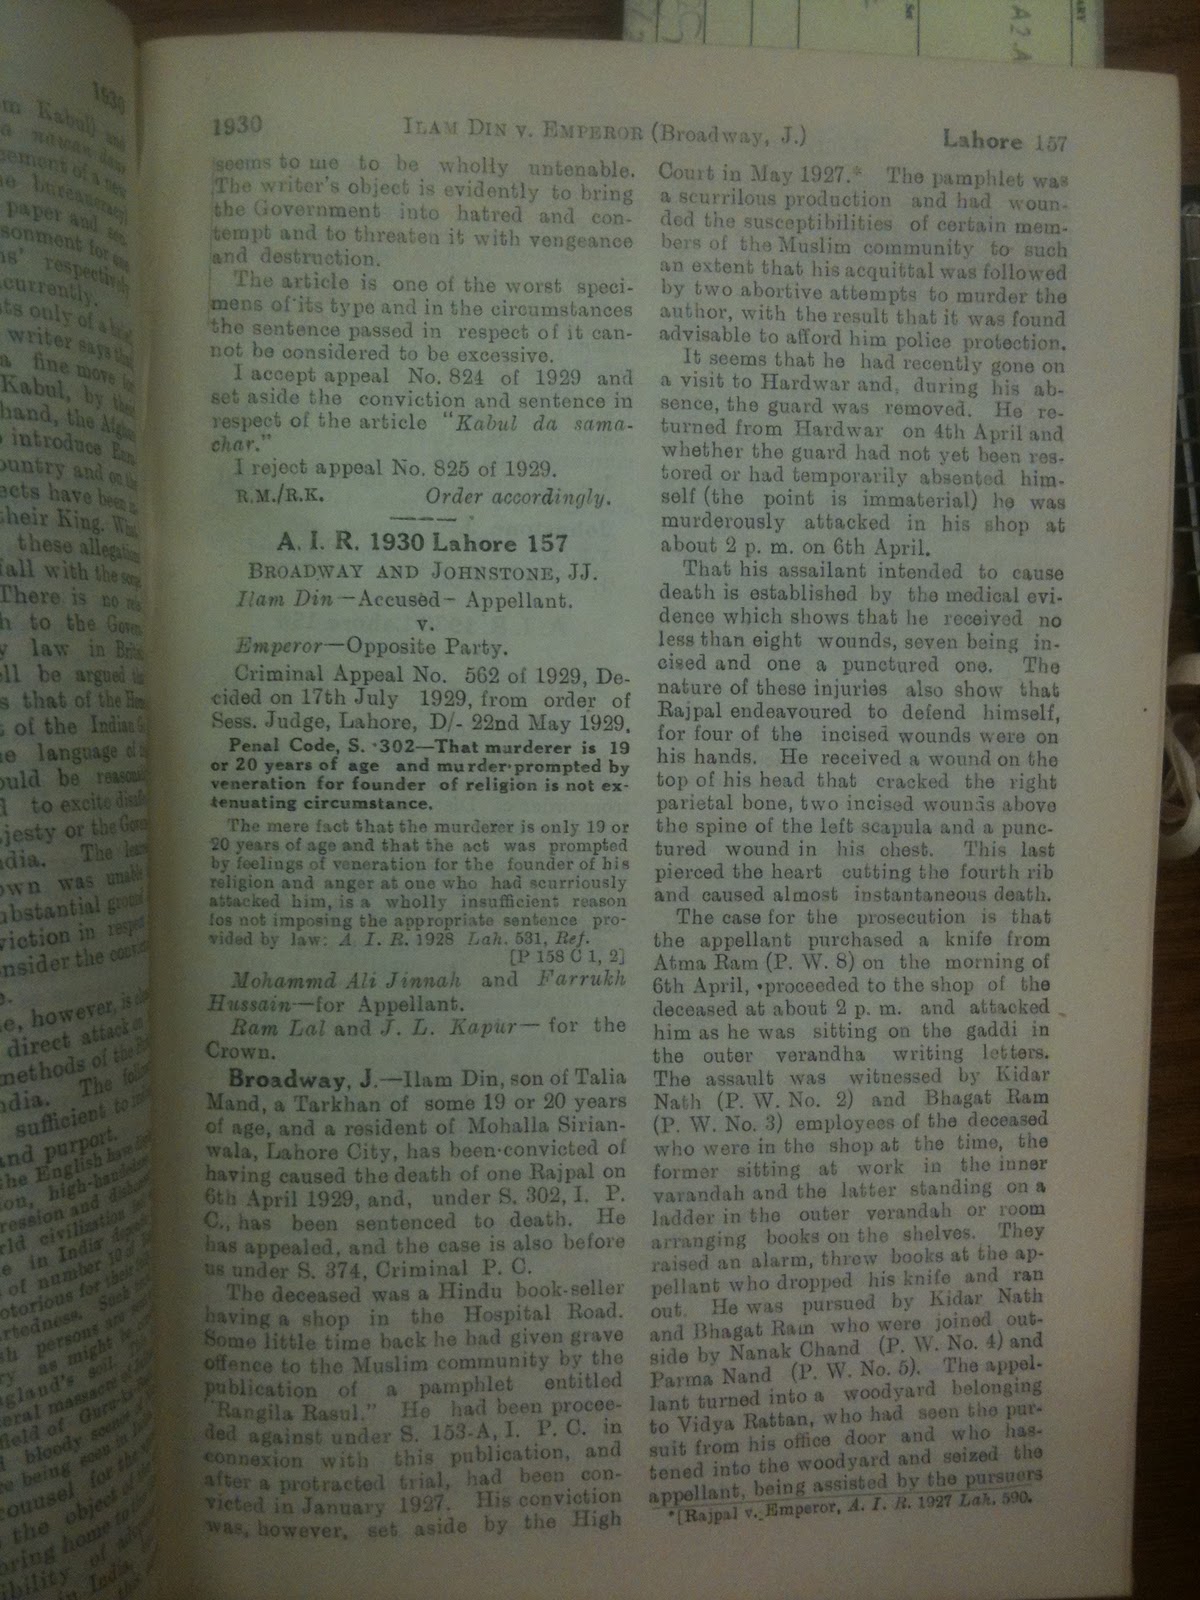 1930
ILAM DIN V. EMPEROR (Broadway, J.)
Lahore 157
seems to me to be wholly untenable.
The writer's object is evidently to bring
the Government into hatred and con-
tempt and to threaten it with vengeance
and destruction.
The article is one of the worst speci-
mens of its type and in the circumstances
the sentence passed in respect of it can-
not be considered to be excessive.
I accept appeal No. 824 of 1929 and
set aside the conviction and sentence in
respect of the article "Kabul da sama-
char."
I reject appeal No. 825 of 1929.
R.M./R.K. Order accordingly.
A. I. R. 1930 Lahore 157
BROADWAY AND JOHNSTONE, JJ.
Ilam Din—Accused—Appellant.
v.
Emperor—Opposite Party.
Criminal Appeal No. 562 of 1929, De-
cided on 17th July 1929, from order of
Sess. Judge, Lahore, D/- 22nd May 1929.
Penal Code, S. 302—That murderer is 19
or 20 years of age and murder prompted by
veneration for founder of religion is not ex-
tenuating circumstance.
The mere fact that the murderer is only 19 or
20 years of age and that the act was prompted
by feelings of veneration for the founder of his
religion and anger at one who had scurriously
attacked him, is a wholly insufficient reason
fos not imposing the appropriate sentence pro-
vided by law: A. I. R. 1928 Lah. 531, Ref.
[P 158 C 1, 2]
Mohammd Ali Jinnah and Farrukh
Hussain—for Appellant.
Ram Lal and J. L. Kapur—for the
Crown.
Broadway, J.—Ilam Din, son of Talia
Mand, a Tarkhan of some 19 or 20 years
of age, and a resident of Mohalla Sirian-
wala, Lahore City, has been convicted of
having caused the death of one Rajpal on
6th April 1929, and, under S. 302, I. P.
C., has been sentenced to death. He
has appealed, and the case is also before
us under S. 374, Criminal P. C.
The deceased was a Hindu book-seller
having a shop in the Hospital Road.
Some little time back he had given grave
offence to the Muslim community by the
publication of a pamphlet entitled
"Rangila Rasul." He had been procee-
ded against under S. 153-A, I. P. C. in
connexion with this publication, and
after a protracted trial, had been con-
victed in January 1927. His conviction
was, however, set aside by the High
Court in May 1927.* The pamphlet was
a scurrilous production and had woun-
ded the susceptibilities of certain mem-
bers of the Muslim community to such
an extent that his acquittal was followed
by two abortive attempts to murder the
author, with the result that it was found
advisable to afford him police protection.
It seems that he had recently gone on
a visit to Hardwar and, during his ab-
sence, the guard was removed. He re-
turned from Hardwar on 4th April and
whether the guard had not yet been res-
tored or had temporarily absented him-
self (the point is immaterial) he was
murderously attacked in his shop at
about 2 p. m. on 6th April.
That his assailant intended to cause
death is established by the medical evi-
dence which shows that he received no
less than eight wounds, seven being in-
cised and one a punctured one. The
nature of these injuries also show that
Rajpal endeavoured to defend himself,
for four of the incised wounds were on
his hands. He received a wound on the
top of his head that cracked the right
parietal bone, two incised wounds above
the spine of the left scapula and a punc-
tured wound in his chest. This last
pierced the heart cutting the fourth rib
and caused almost instantaneous death.
The case for the prosecution is that
the appellant purchased a knife from
Atma Ram (P. W. 8) on the morning of
6th April, proceeded to the shop of the
deceased at about 2 p. m. and attacked
him as he was sitting on the gaddi in
the outer verandha writing letters.
The assault was witnessed by Kidar
Nath (P. W. No. 2) and Bhagat Ram
(P. W. No. 3) employees of the deceased
who were in the shop at the time, the
former sitting at work in the inner
varandah and the latter standing on a
ladder in the outer verandah or room
arranging books on the shelves. They
raised an alarm, threw books at the ap-
pellant who dropped his knife and ran
out. He was pursued by Kidar Nath
and Bhagat Ram who were joined out-
side by Nanak Chand (P. W. No. 4) and
Parma Nand (P. W. No. 5). The appel-
lant turned into a woodyard belonging
to Vidya Rattan, who had seen the pur-
suit from his office door and who has-
tened into the woodyard and seized the
appellant, being assisted by the pursuers
*[Rajpal v. Emperor, A. I. R. 1927 Lah. 590.